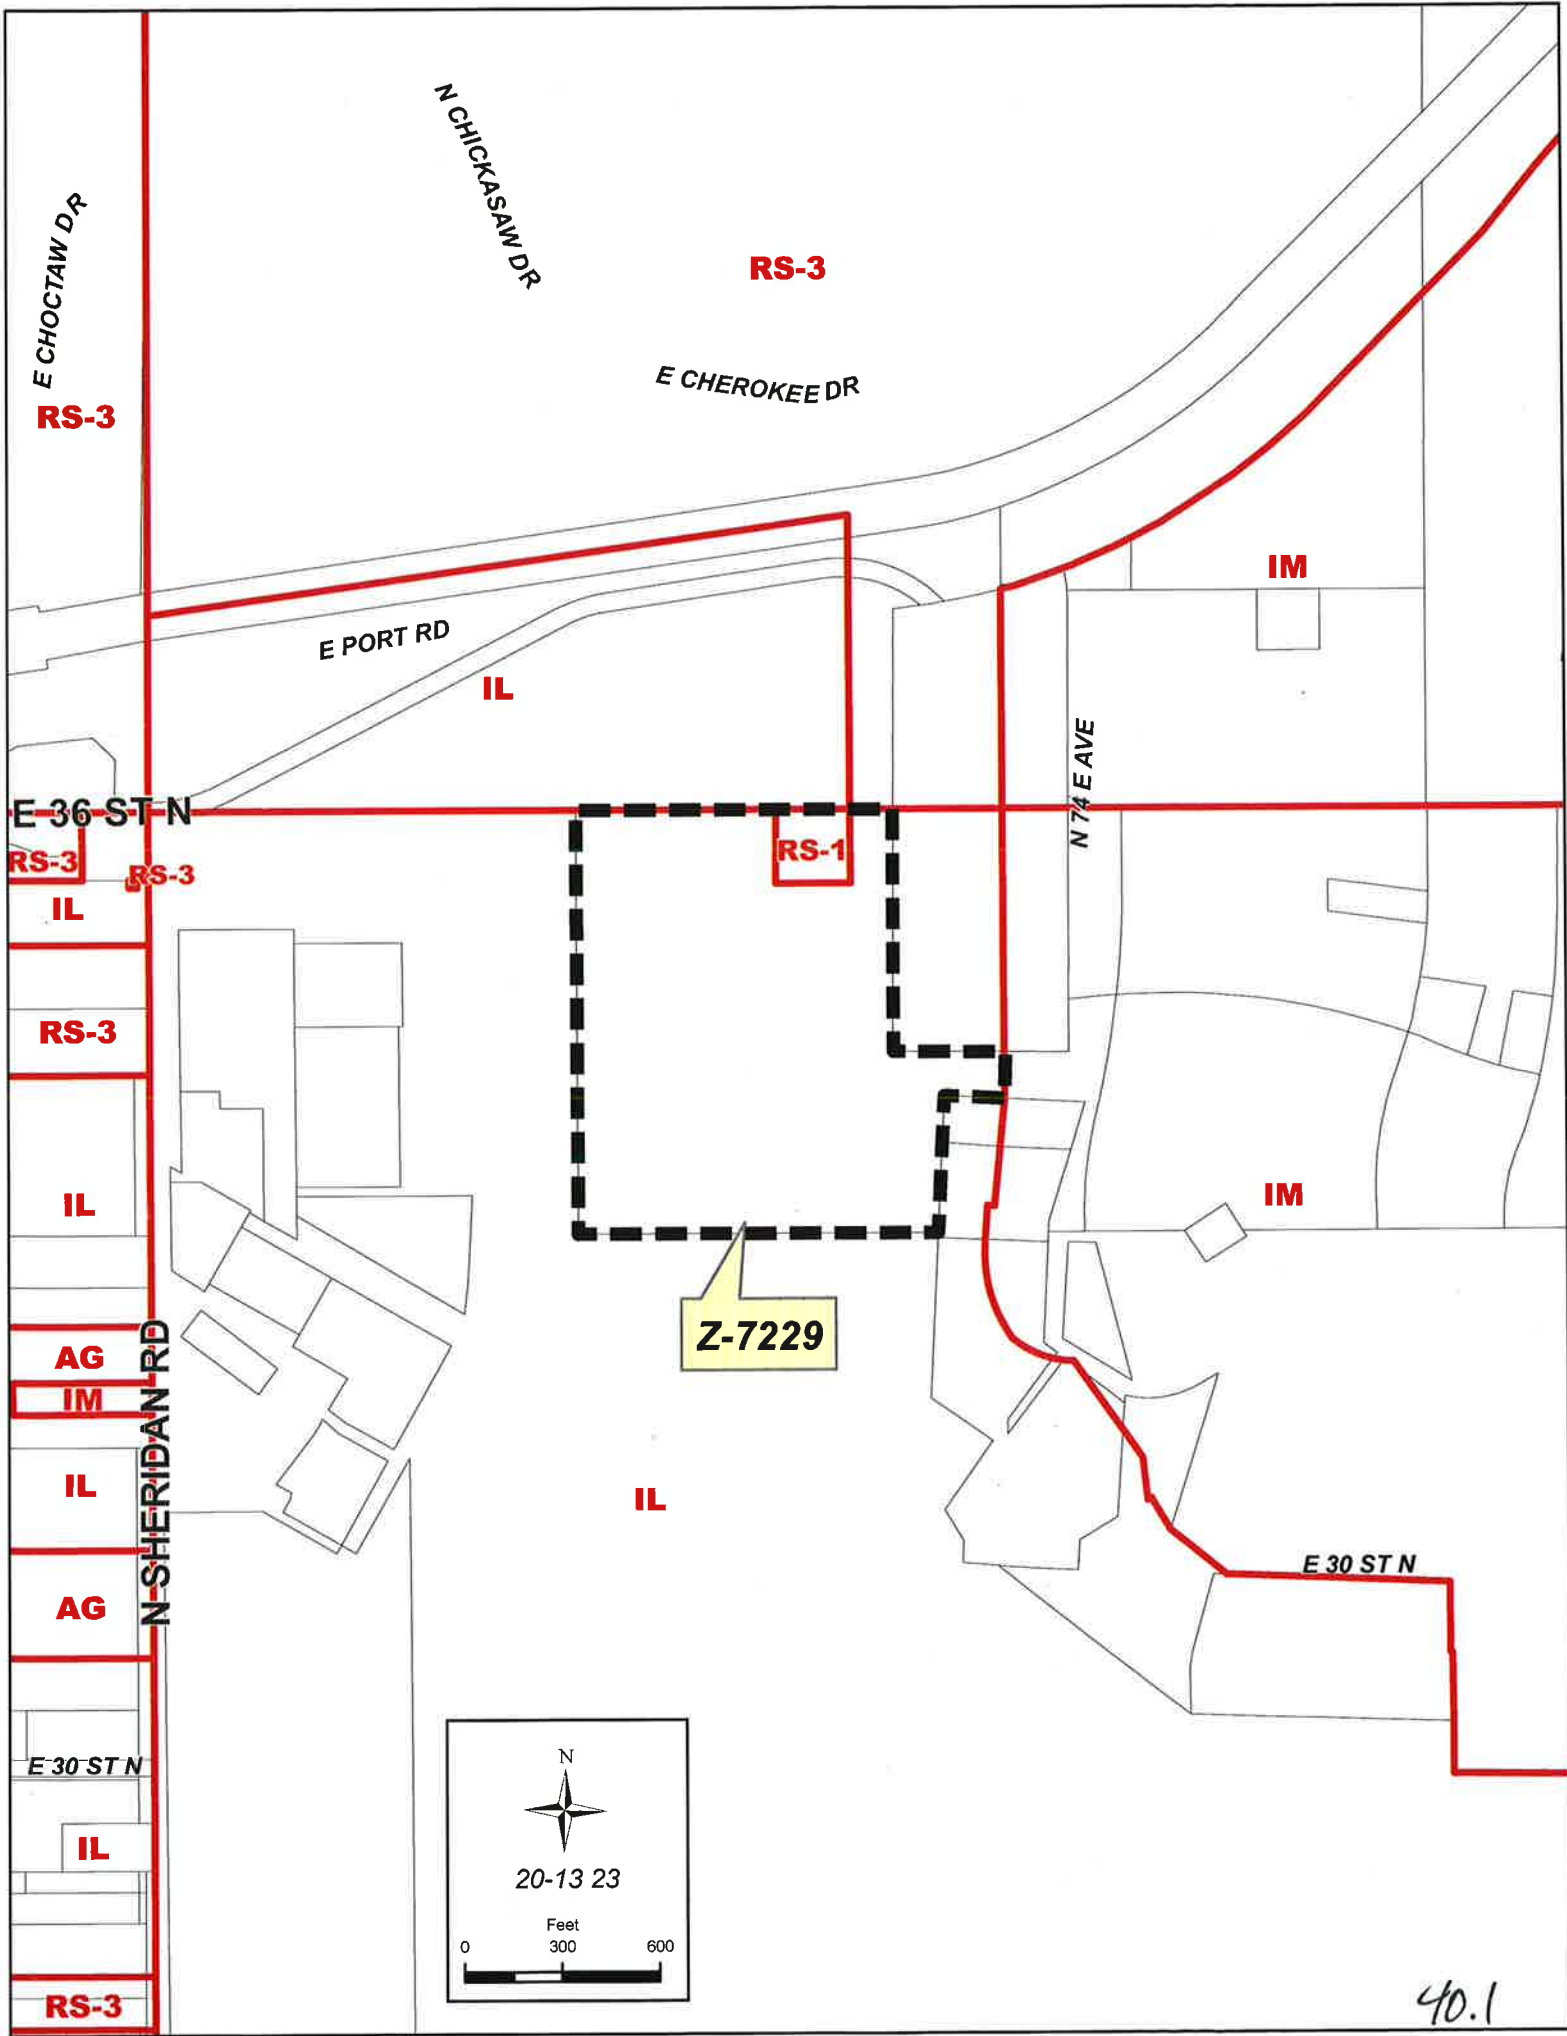 N CHICKASAW DR
E CHOCTAW DR
RS-3
E CHEROKEE DR
RS-3
IM
E PORT RD
IL
N 74 E AVE
E 36 ST N
RS-3
RS-3
RS-1
IL
RS-3
IL
IM
Z-7229
AG
IM
N SHERIDAN RD
IL
IL
E 30 ST N
AG
E 30 ST N
IL
N
20-13 23
Feet
0 300 600
RS-3
40.1